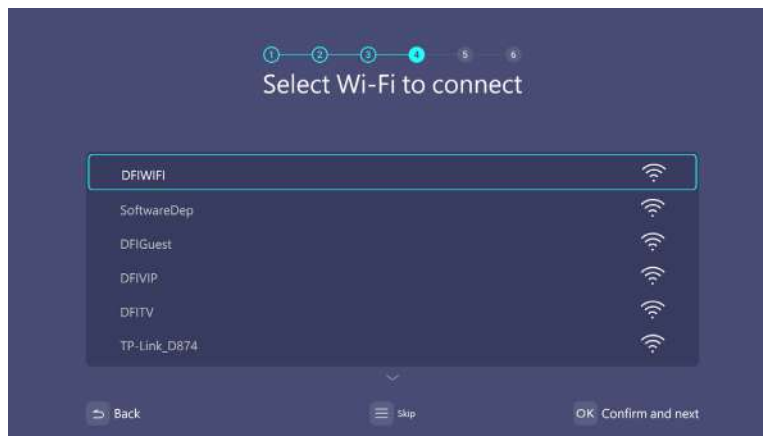 1 2 3 4 5 6
Select Wi-Fi to connect
DFIWIFI
SoftwareDep
DFIGuest
DFIVIP
DFITV
TP-Link_D874
Back Skip OK Confirm and next